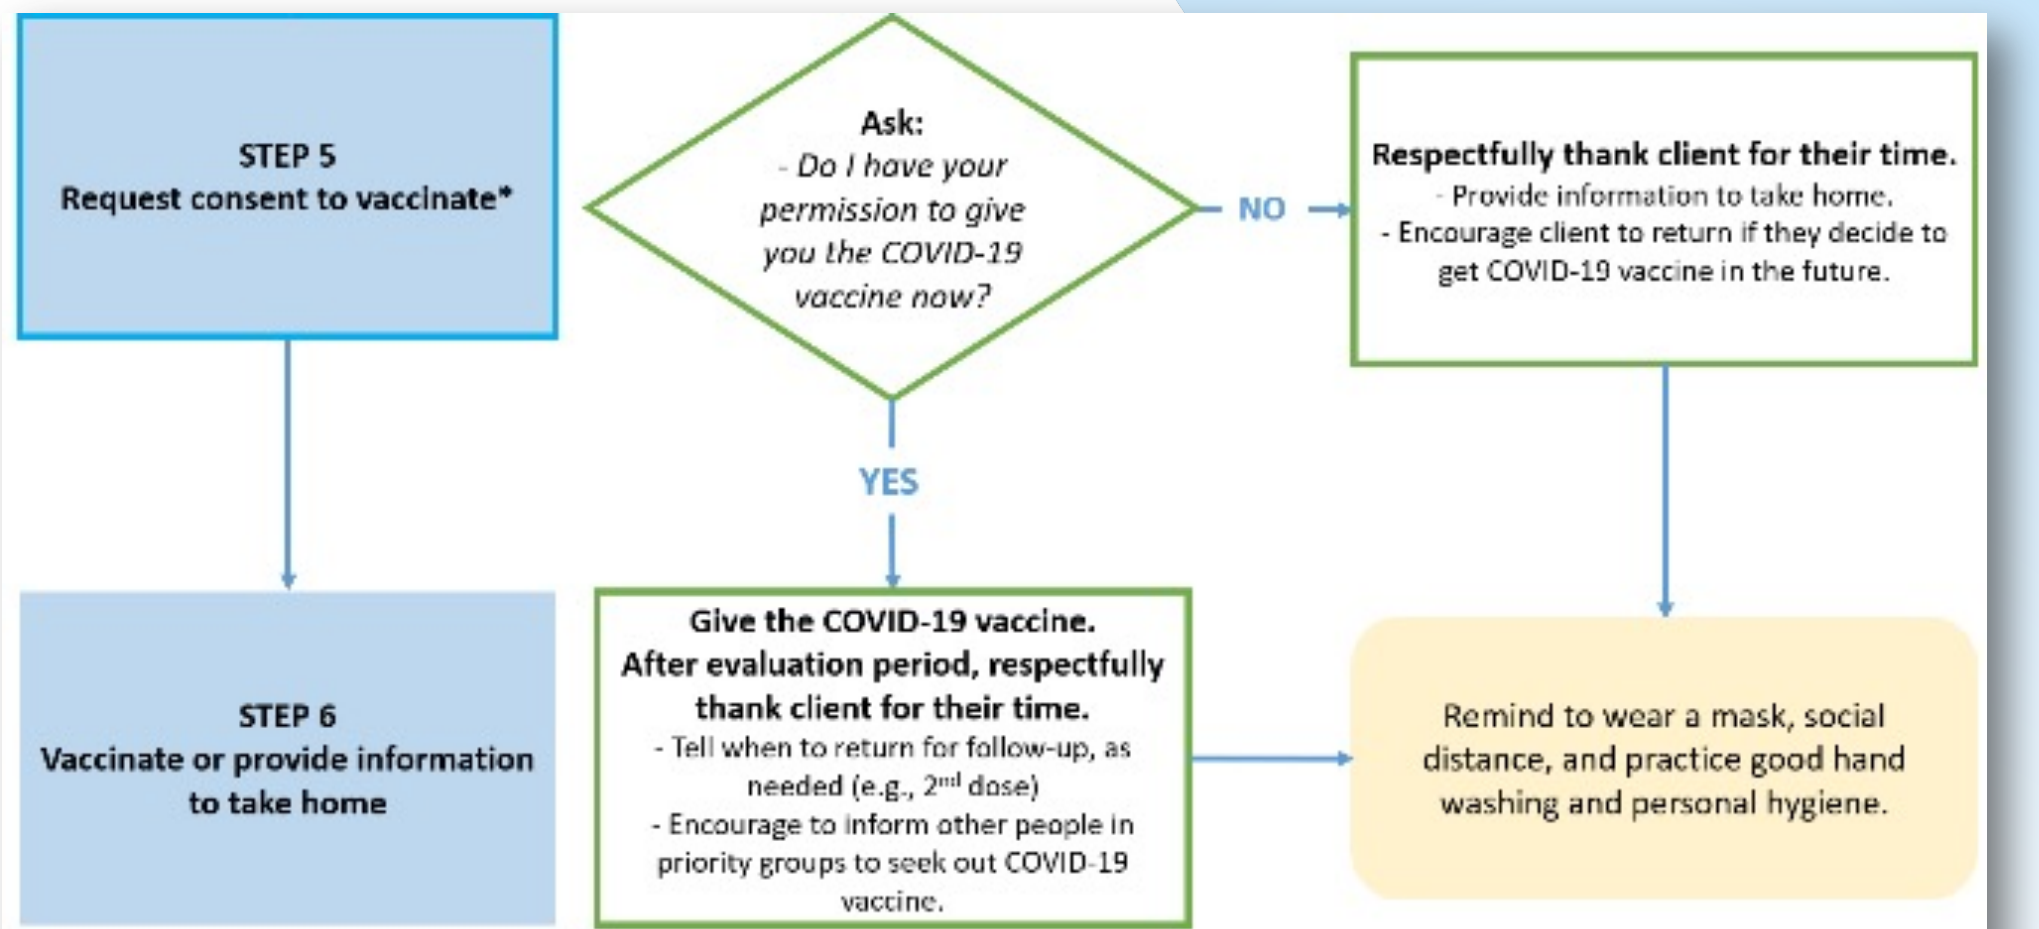 STEP 5
Request consent to vaccinate*
Ask:
- Do I have your
permission to give
you the COVID-19
vaccine now?
NO
Respectfully thank client for their time.
- Provide information to take home.
- Encourage client to return if they decide to
get COVID-19 vaccine in the future.
YES
STEP 6
Vaccinate or provide information
to take home
Give the COVID-19 vaccine.
After evaluation period, respectfully
thank client for their time.
- Tell when to return for follow-up, as
needed (e.g., 2nd dose)
- Encourage to inform other people in
priority groups to seek out COVID-19
vaccine.
Remind to wear a mask, social
distance, and practice good hand
washing and personal hygiene.